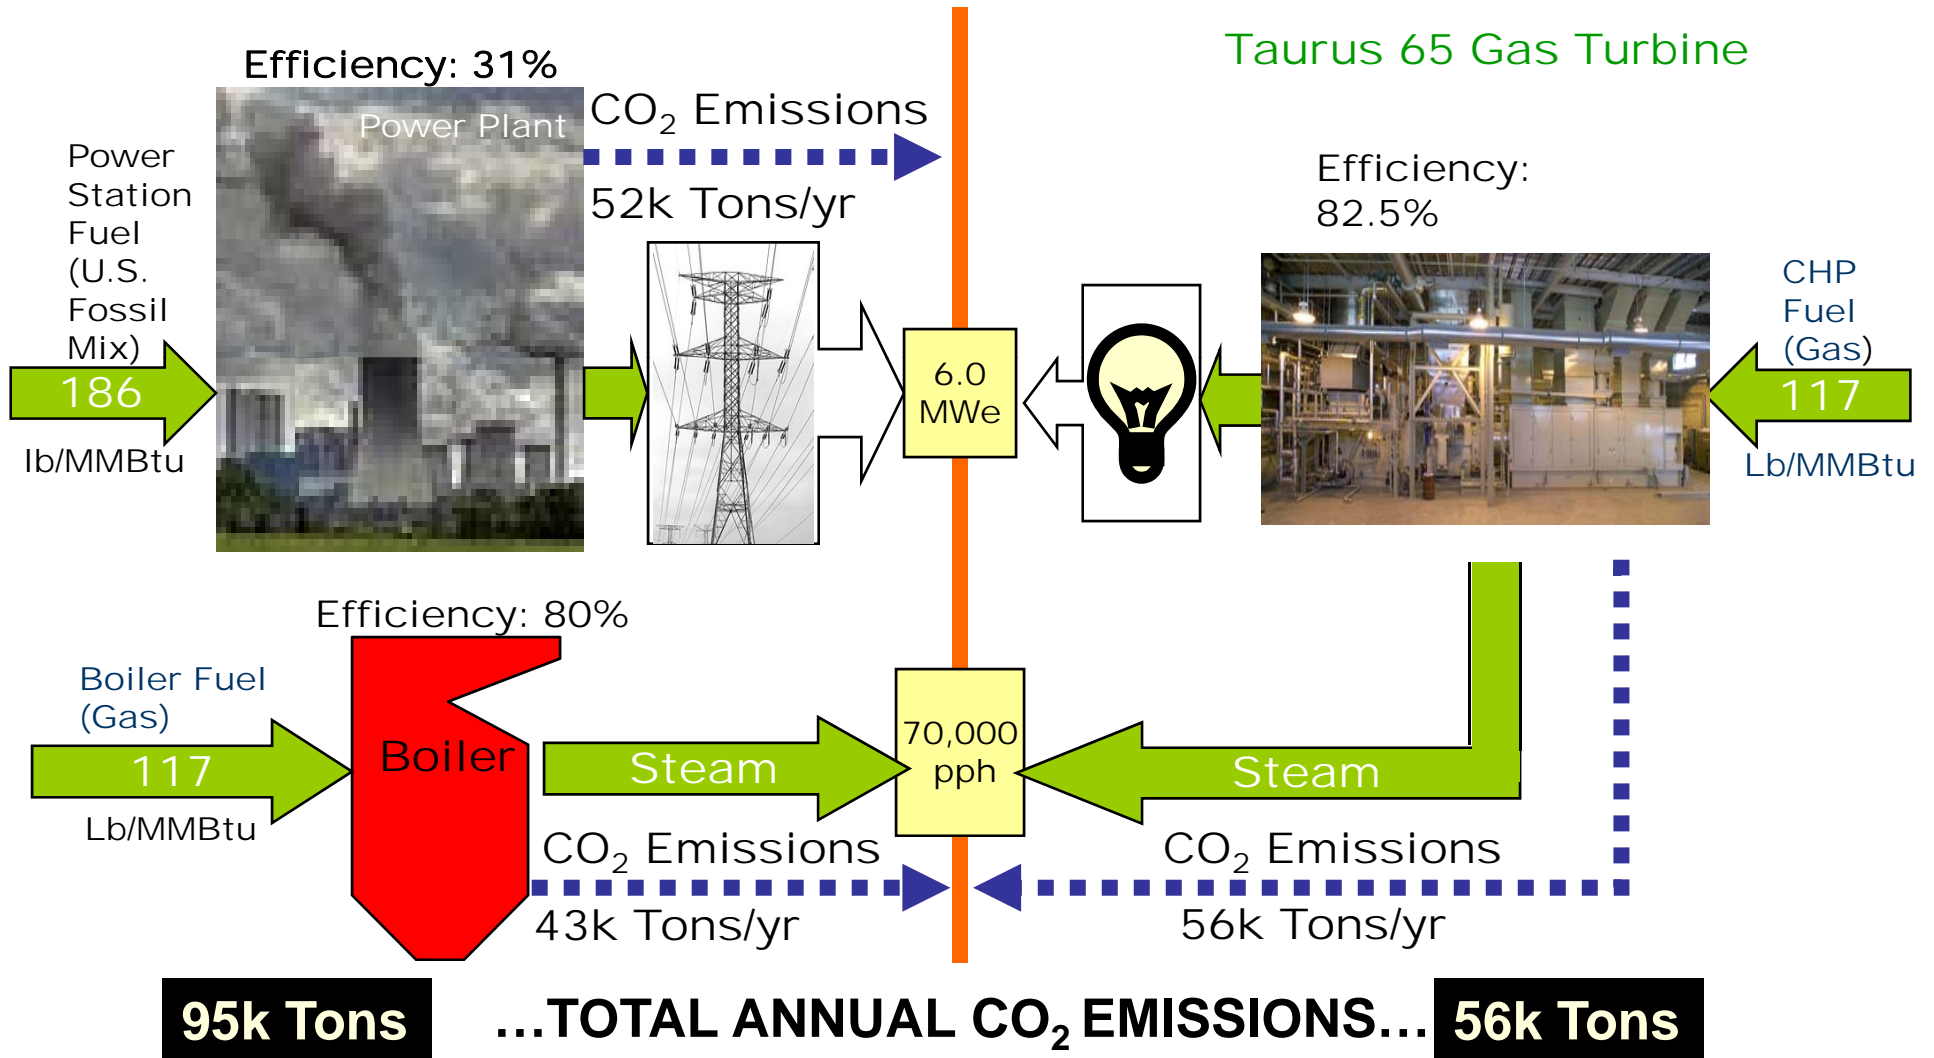 Efficiency: 31%
Power Plant
CO₂ Emissions
52k Tons/yr
Power
Station
Fuel
(U.S.
Fossil
Mix)
186
lb/MMBtu
Taurus 65 Gas Turbine
Efficiency:
82.5%
CHP
Fuel
(Gas)
117
Lb/MMBtu
6.0
MWe
Efficiency: 80%
Boiler Fuel
(Gas)
117
Lb/MMBtu
Boiler
Steam
70,000
pph
Steam
CO₂ Emissions
43k Tons/yr
CO₂ Emissions
56k Tons/yr
95k Tons
...TOTAL ANNUAL CO₂ EMISSIONS...
56k Tons